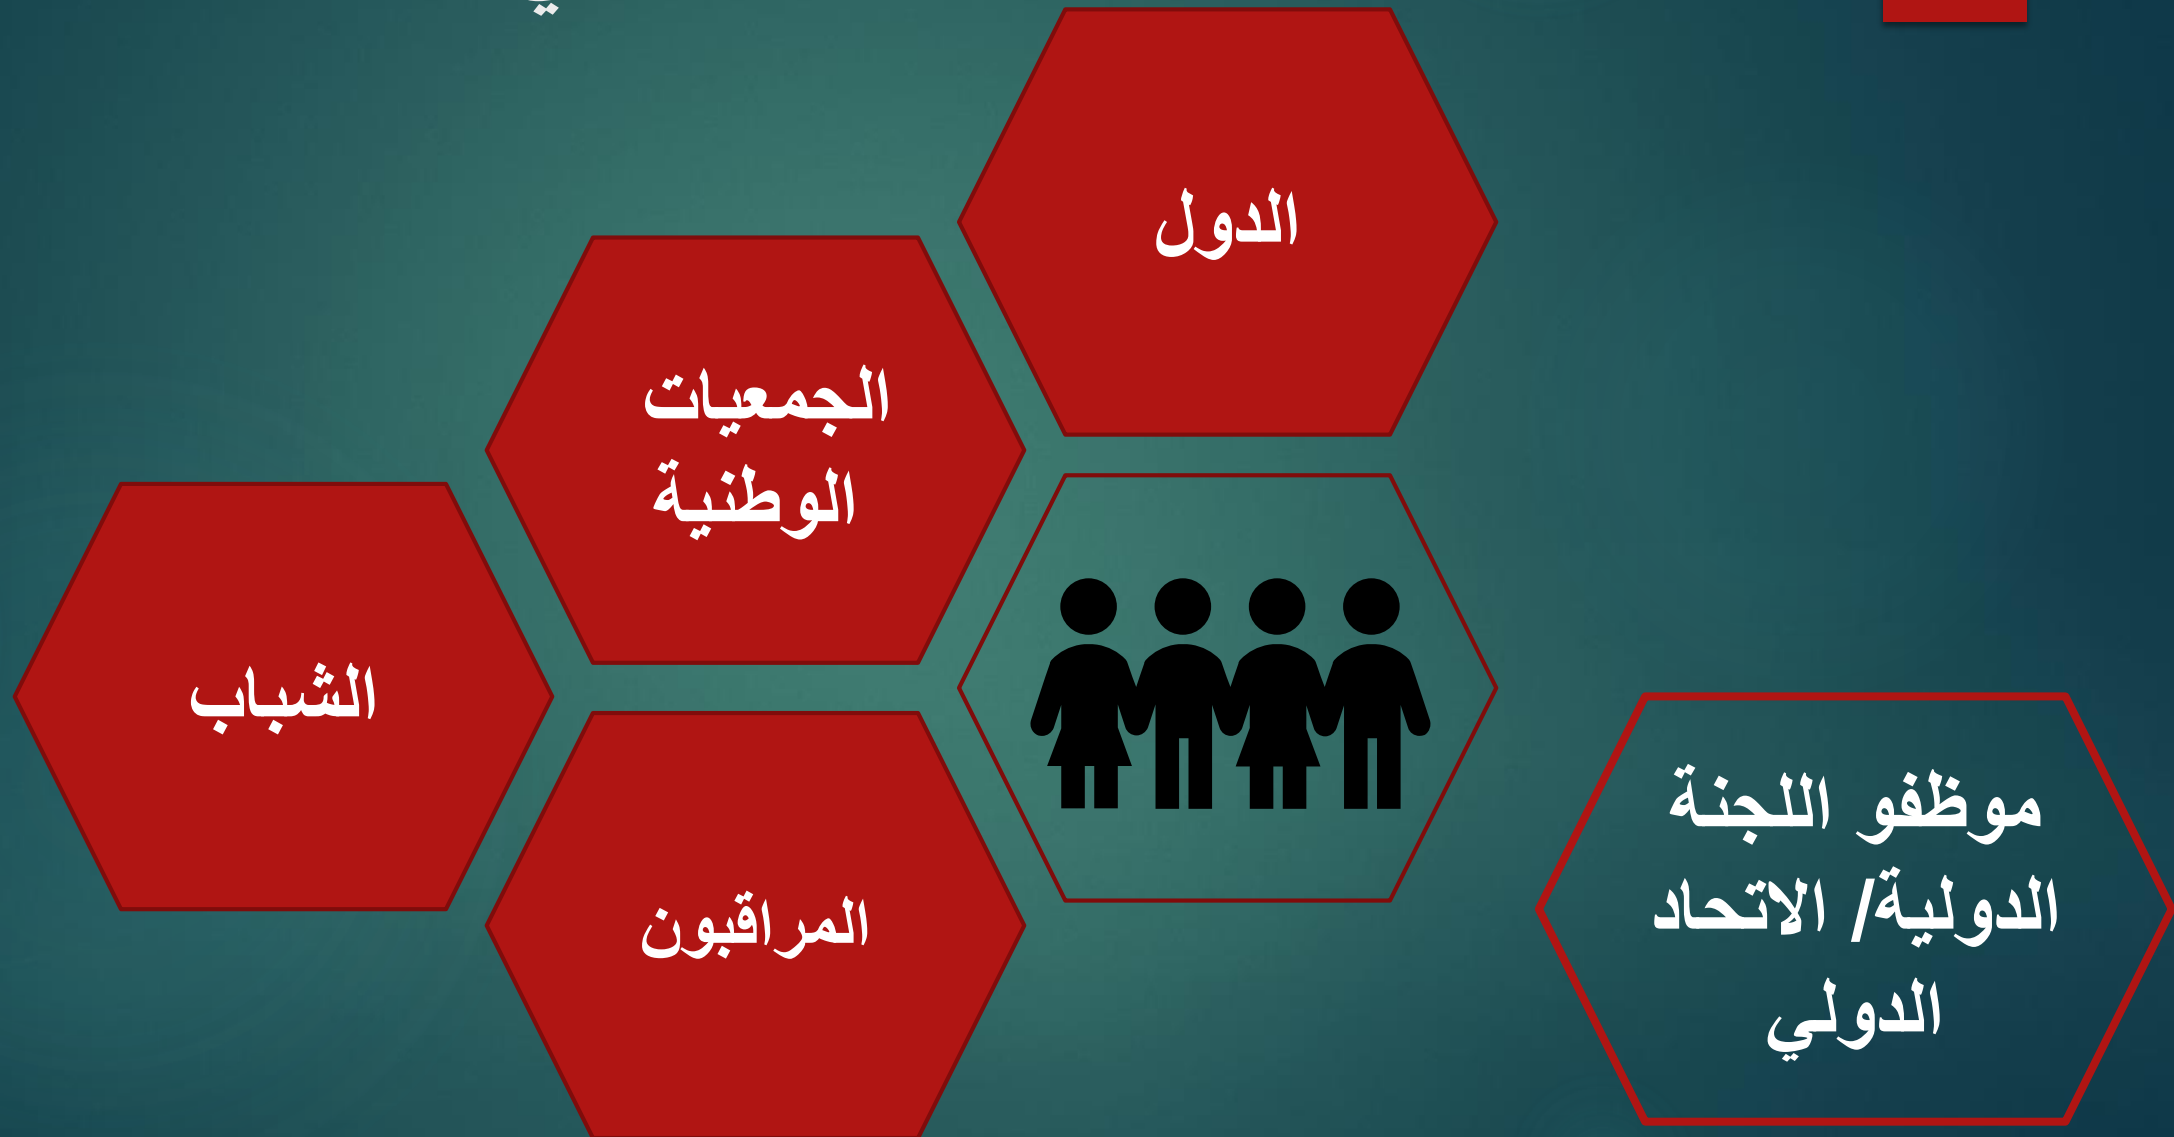 الدول
الجمعيات
الوطنية
الشباب
المراقبون
موظفو اللجنة
الدولية/ الاتحاد
الدولي